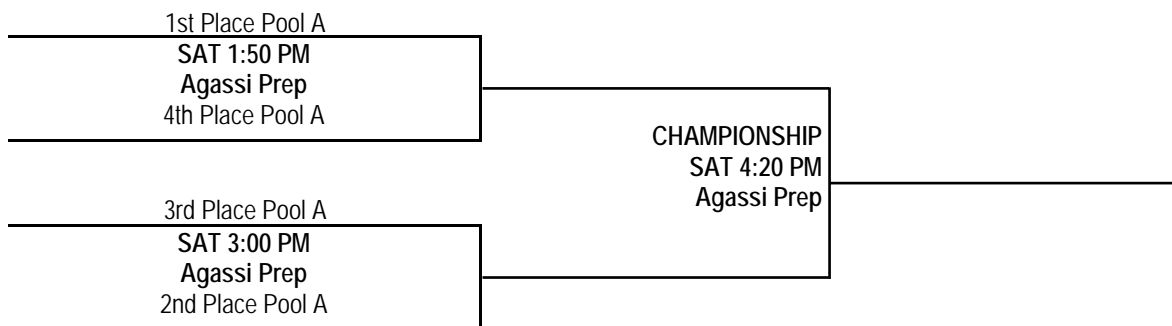 1st Place Pool A
SAT 1:50 PM
Agassi Prep
4th Place Pool A
CHAMPIONSHIP
SAT 4:20 PM
Agassi Prep
3rd Place Pool A
SAT 3:00 PM
Agassi Prep
2nd Place Pool A